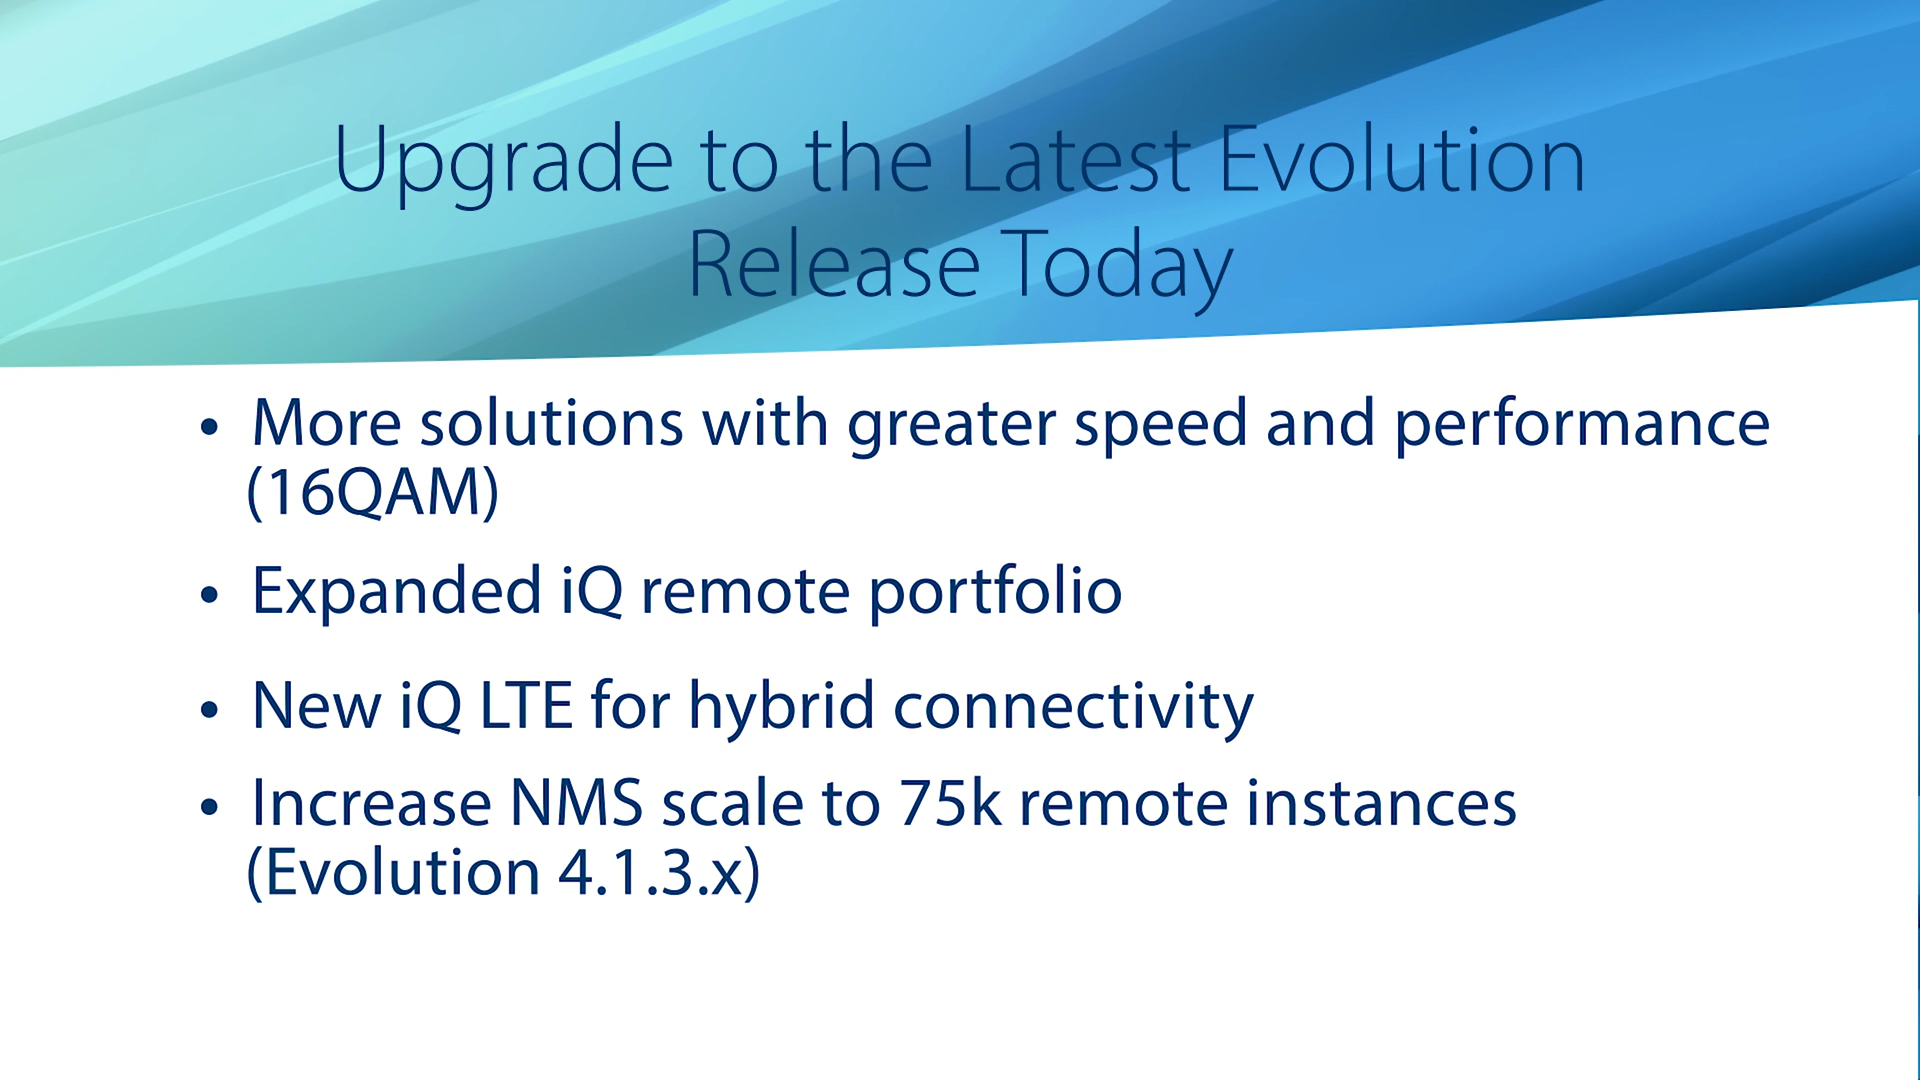 Upgrade to the Latest Evolution
Release Today
• More solutions with greater speed and performance
(16QAM)
• Expanded iQ remote portfolio
• New iQ LTE for hybrid connectivity
• Increase NMS scale to 75k remote instances
(Evolution 4.1.3.x)